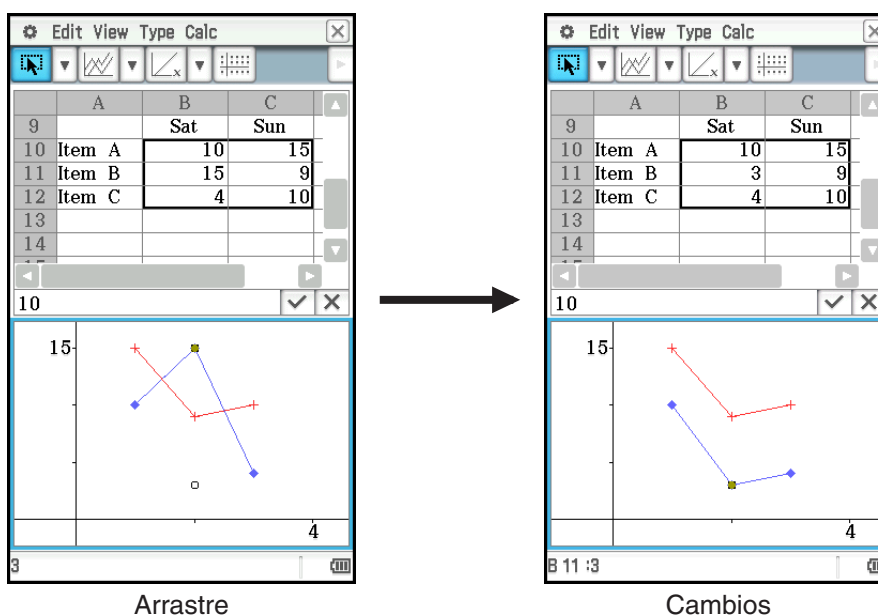 Edit View Type Calc
A B C
9 Sat Sun
10 Item A 10 15
11 Item B 15 9
12 Item C 4 10
13
14
10
15
4
3
Arrastre
Edit View Type Calc
A B C
9 Sat Sun
10 Item A 10 15
11 Item B 3 9
12 Item C 4 10
13
14
10
15
4
B 11 :3
Cambios